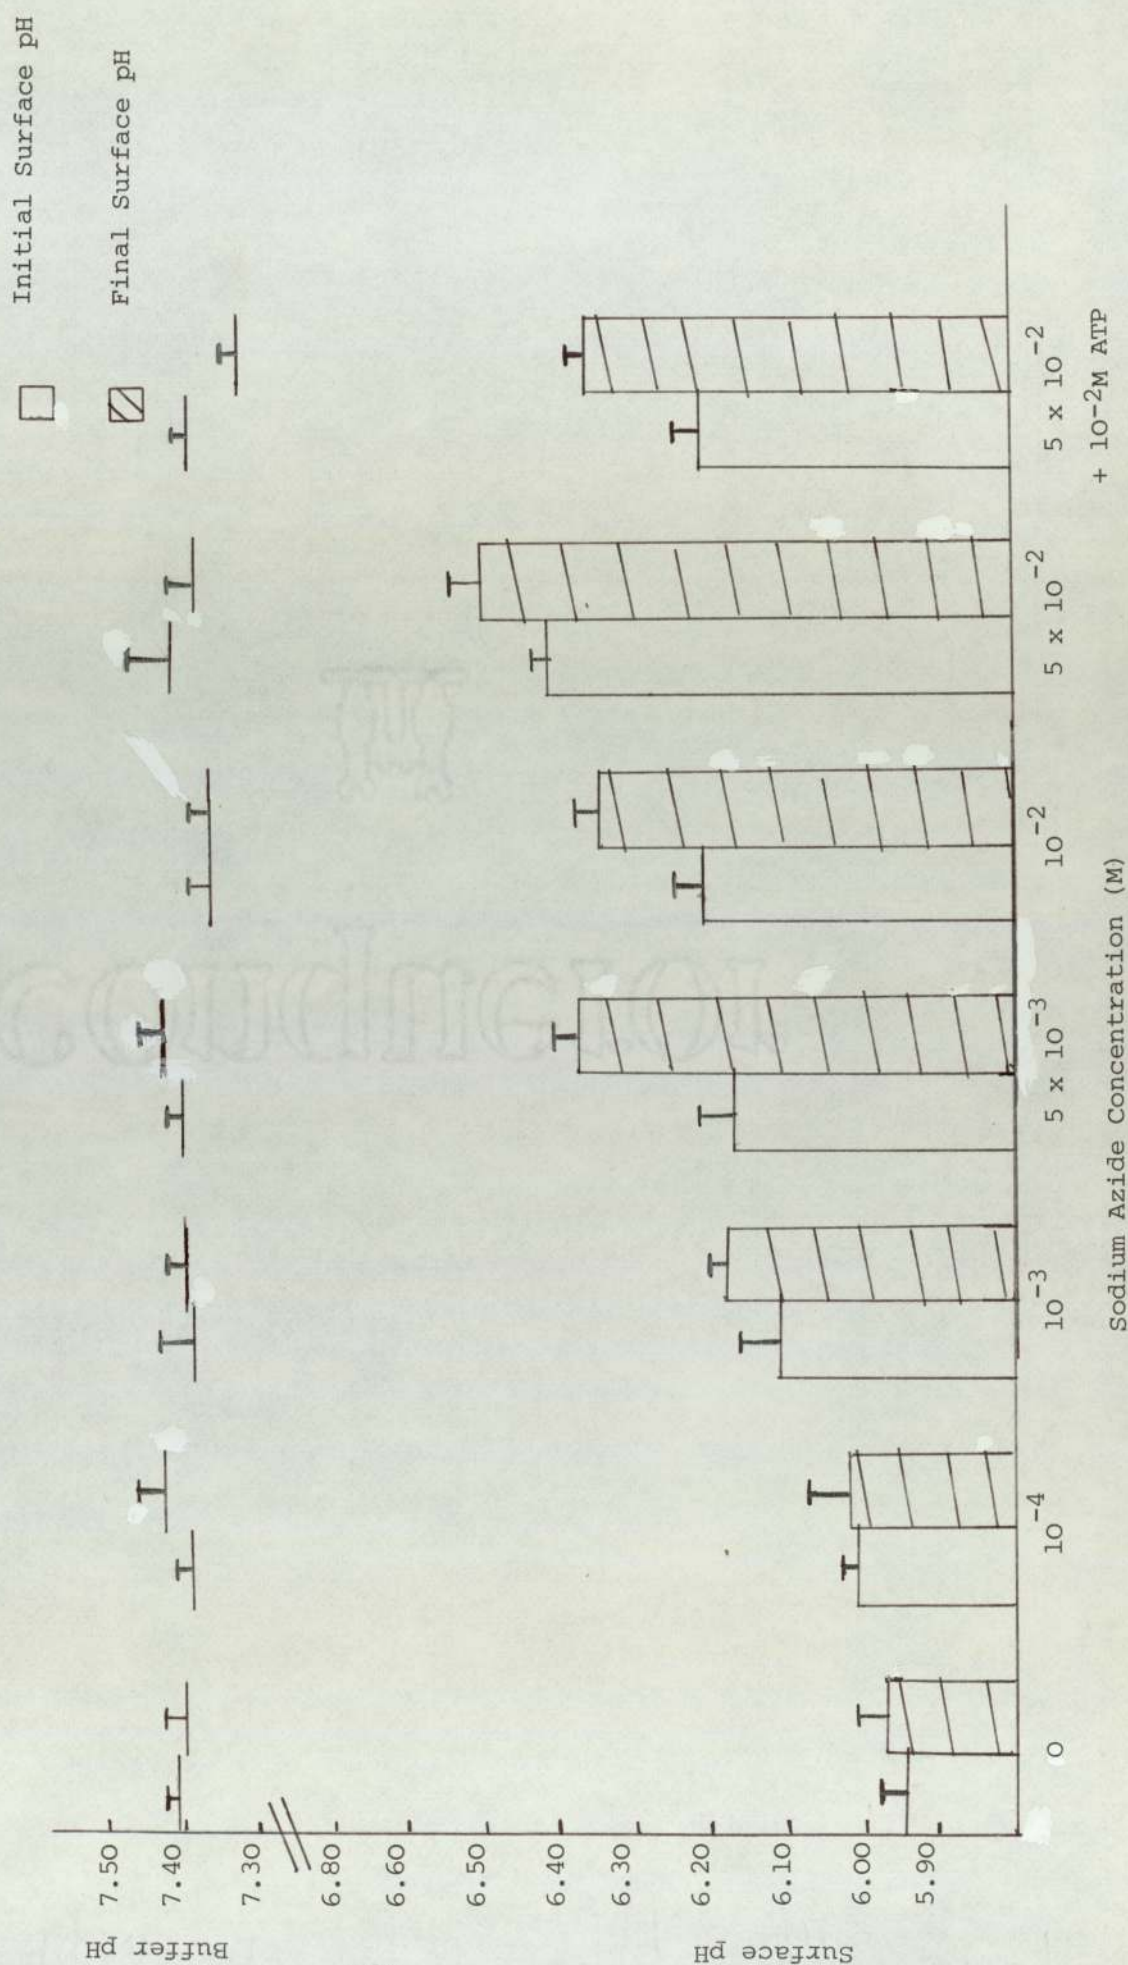 Initial Surface pH
Final Surface pH
Buffer pH
7.50
7.40
7.30
6.80
6.60
6.50
6.40
6.30
6.20
6.10
6.00
5.90
Surface pH
0
10-4
10-3
5 x 10-3
10-2
5 x 10-2
5 x 10-2
+ 10-2M ATP
Sodium Azide Concentration (M)
conductor